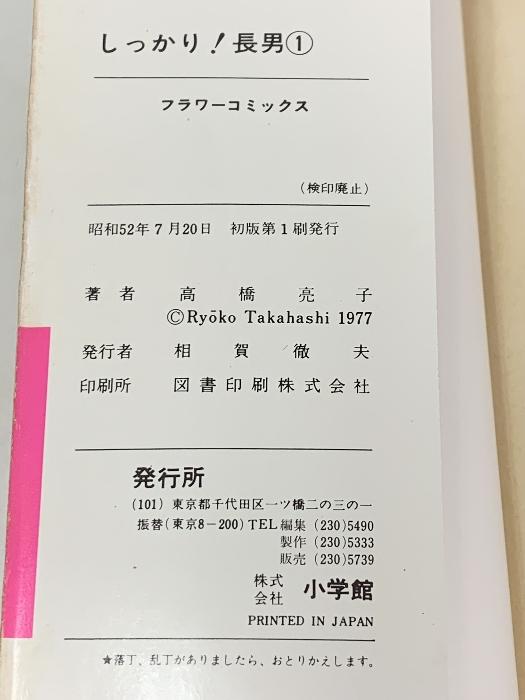 しっかり！長男①
フラワーコミックス
（検印廃止）
昭和52年7月20日　初版第1刷発行
著者　高橋亮子
©Ryōko Takahashi 1977
発行者　相賀徹夫
印刷所　図書印刷株式会社
発行所
(101) 東京都千代田区一ツ橋二の三の一
振替(東京8－200) TEL編集 (230)5490
製作 (230)5333
販売 (230)5739
株式会社 小学館
PRINTED IN JAPAN
★落丁、乱丁がありましたら、おとりかえします。